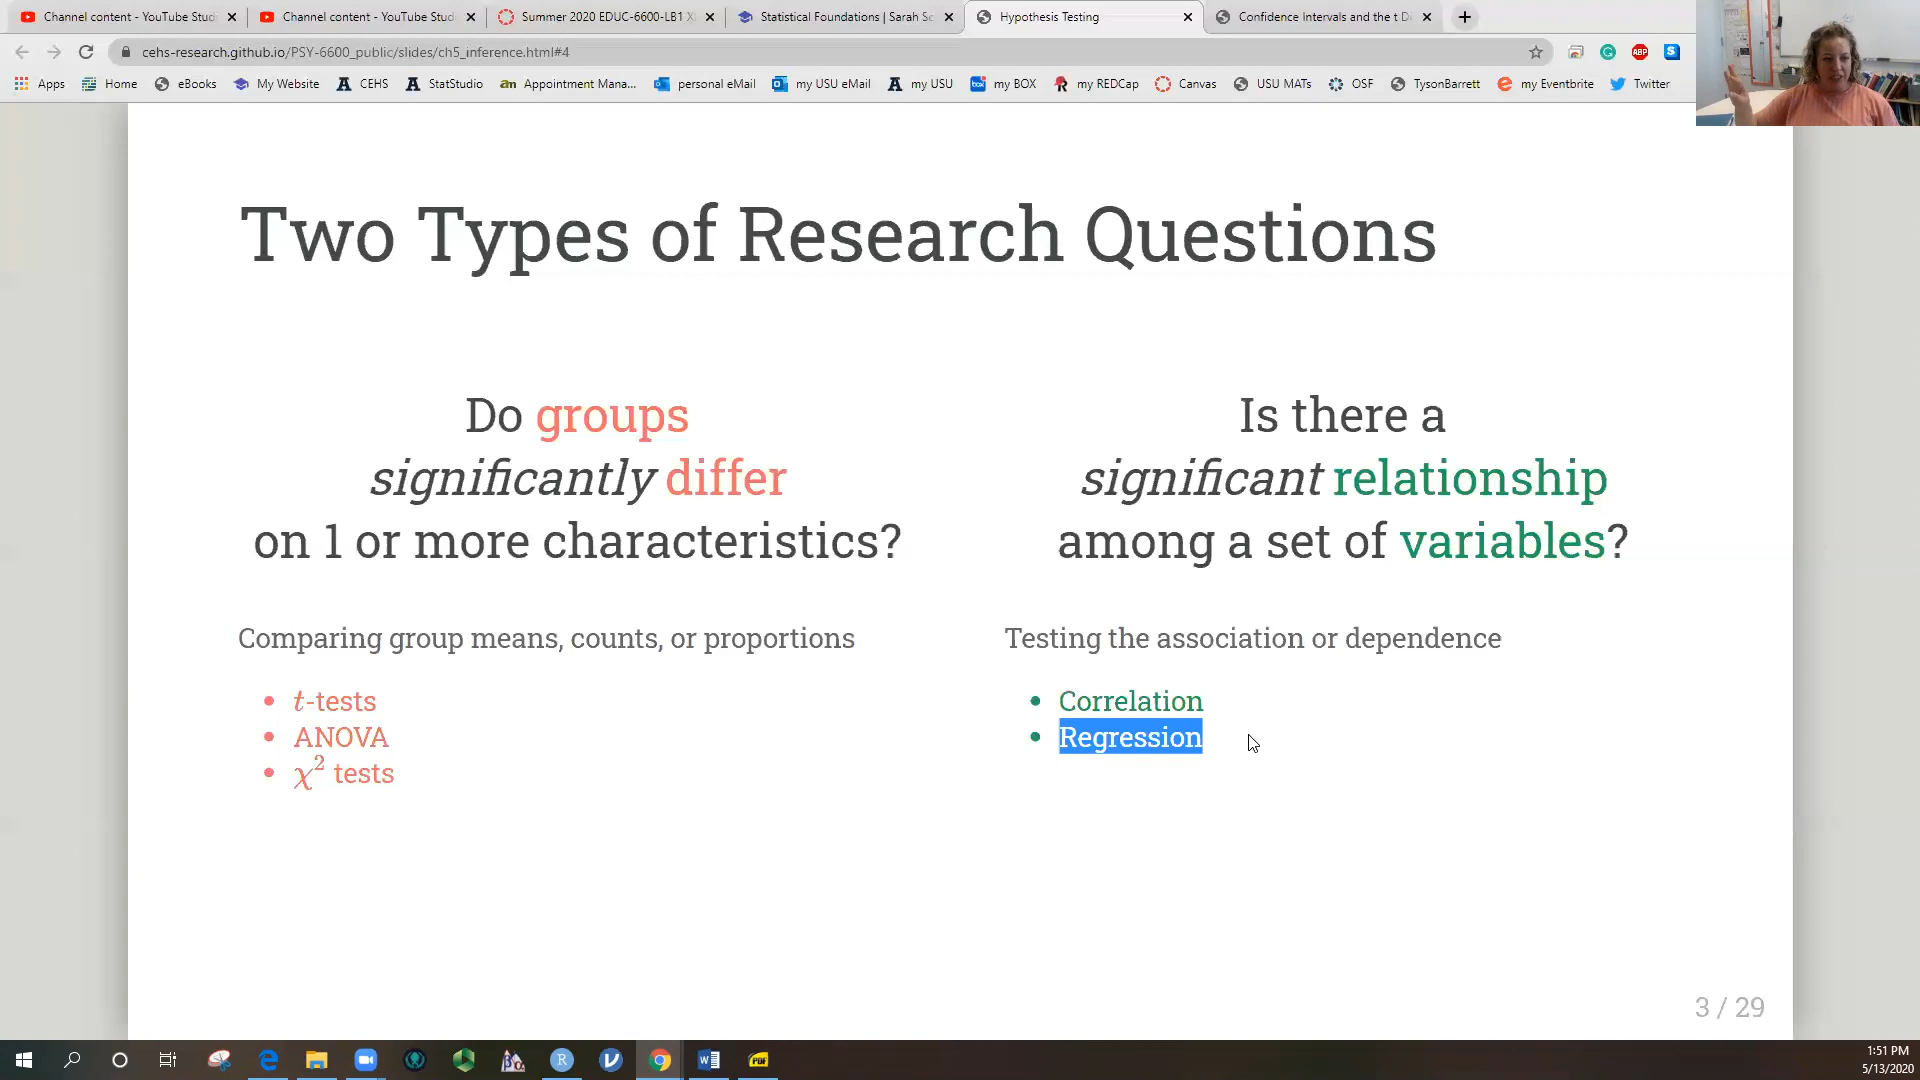 Channel content - YouTube Stud
Channel content - YouTube Stud
Summer 2020 EDUC-6600-LB1 X
Statistical Foundations | Sarah Sc
Hypothesis Testing
Confidence Intervals and the t Di
cehs-research.github.io/PSY-6600_public/slides/ch5_inference.html#4
Apps
Home
eBooks
My Website
CEHS
StatStudio
Appointment Mana...
personal eMail
my USU eMail
my USU
my BOX
my REDCap
Canvas
USU MATs
OSF
TysonBarrett
my Eventbrite
Twitter
Two Types of Research Questions
Do groups
significantly differ
on 1 or more characteristics?
Comparing group means, counts, or proportions
• t-tests
• ANOVA
• χ² tests
Is there a
significant relationship
among a set of variables?
Testing the association or dependence
• Correlation
• Regression
3 / 29
1:51 PM
5/13/2020